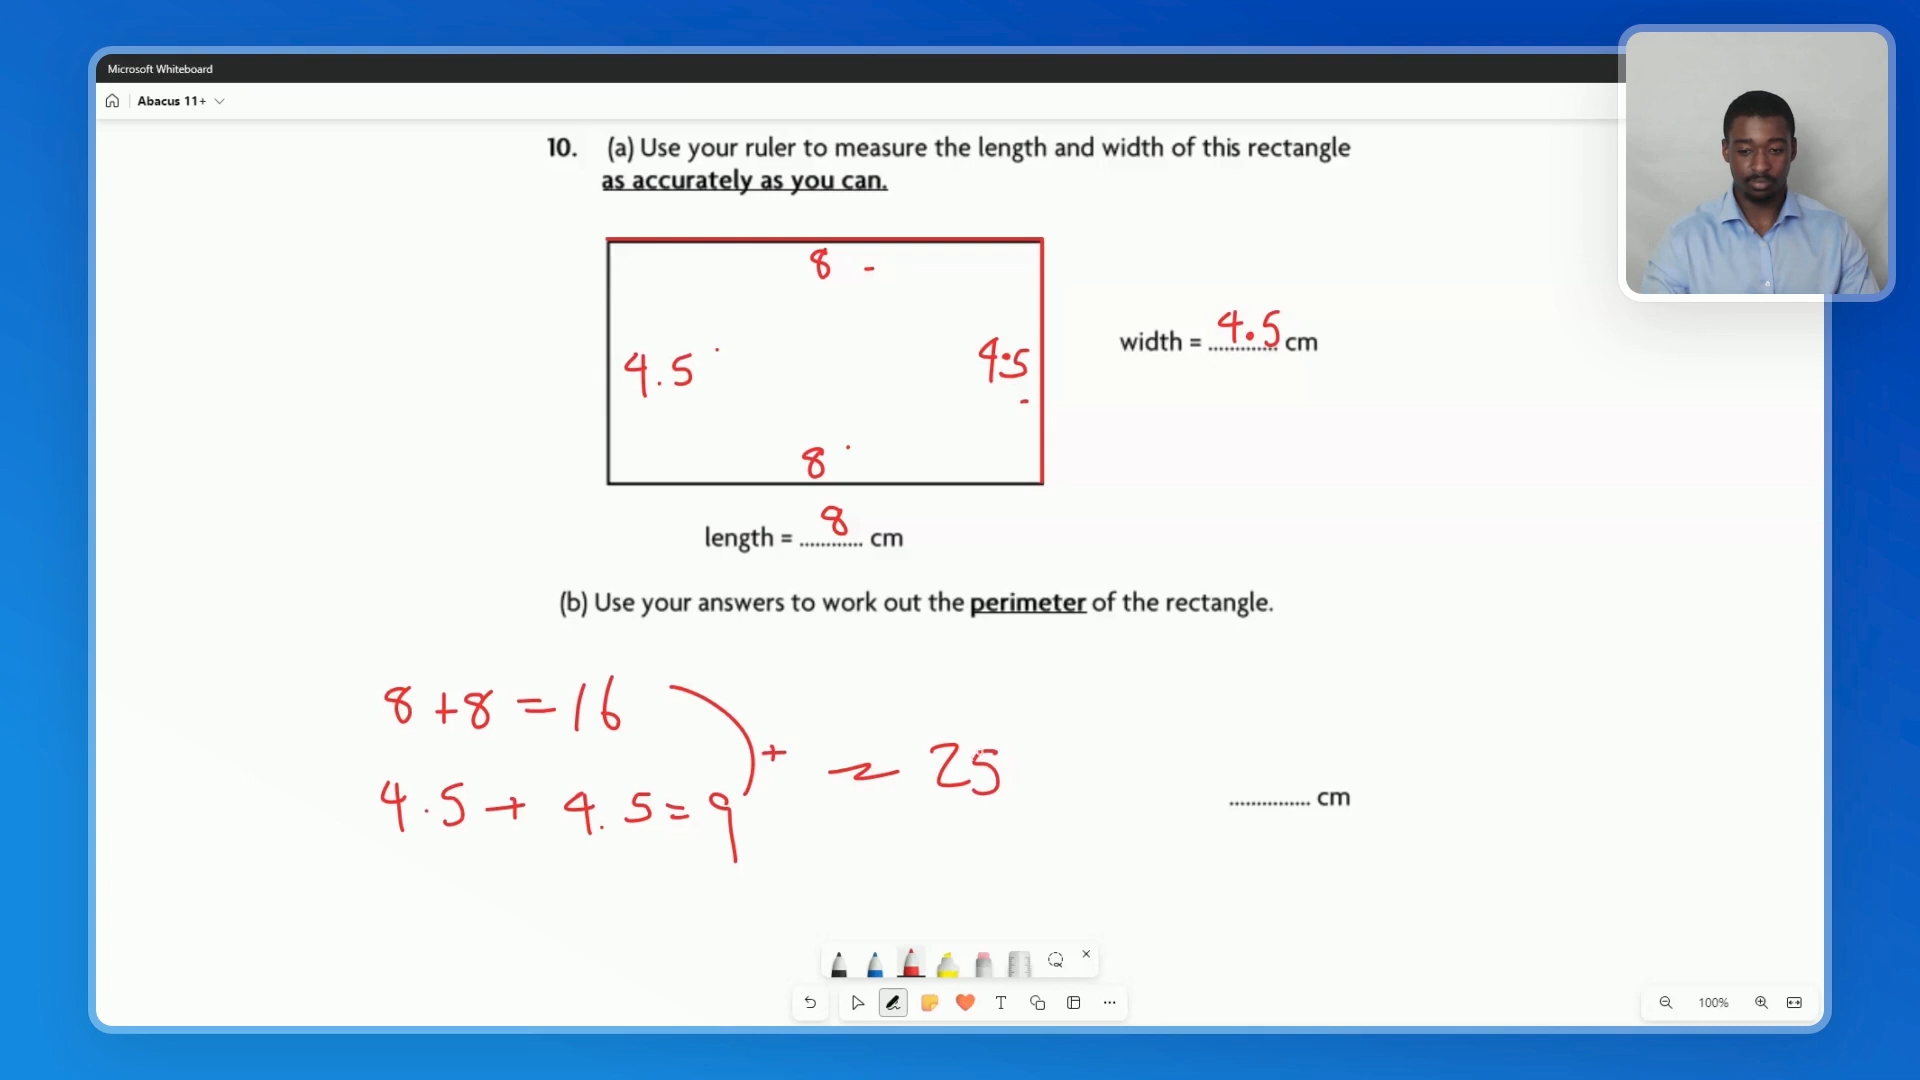 Microsoft Whiteboard
Abacus 11+
10. (a) Use your ruler to measure the length and width of this rectangle
as accurately as you can.
8 -
4.5
4.5
-
8
width = 4.5 cm
length = 8 cm
(b) Use your answers to work out the perimeter of the rectangle.
8 + 8 = 16
4.5 + 4.5 = 9
+ = 25
............... cm
T
100%